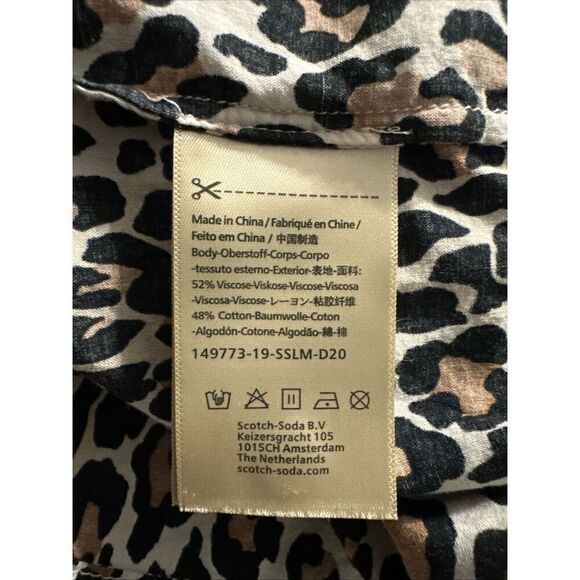 Made in China / Fabriqué en Chine /
Feito em China / 中国制造
Body-Oberstoff-Corps-Corpo
-tessuto esterno-Exterior-表地-面料:
52% Viscose-Viskose-Viscose-Viscosa
-Viscosa-Viscose-レーヨン-粘胶纤维
48% Cotton-Baumwolle-Coton
-Algodón-Cotone-Algodão-綿-棉
149773-19-SSLM-D20
Scotch-Soda B.V
Keizersgracht 105
1015CH Amsterdam
The Netherlands
scotch-soda.com